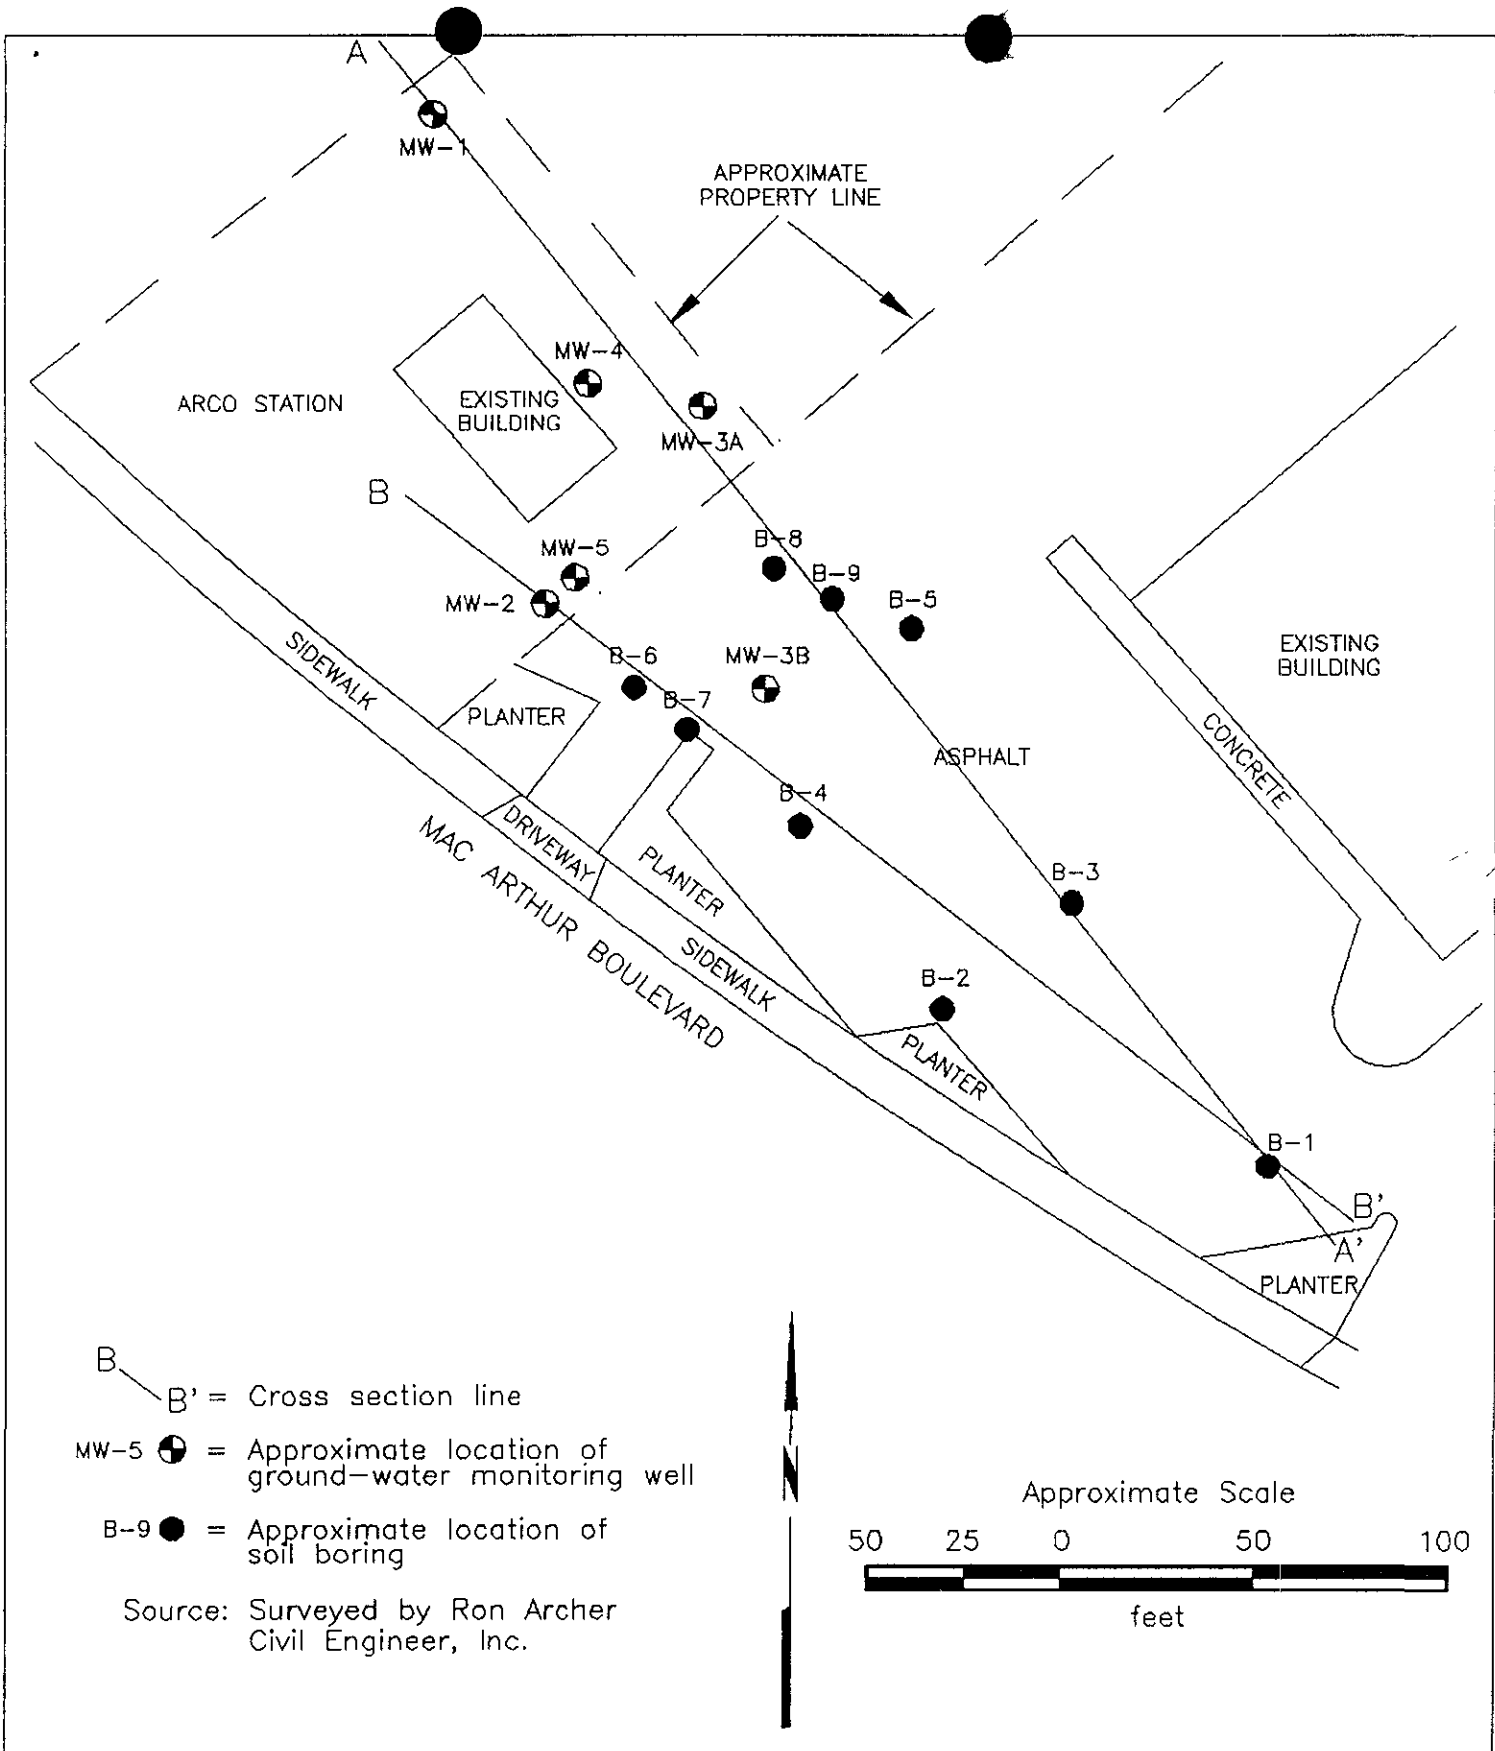 A
MW-1
APPROXIMATE
PROPERTY LINE
MW-4
ARCO STATION
EXISTING
BUILDING
MW-3A
B
B-8
MW-5
B-9
B-5
MW-2
SIDEWALK
B-6
MW-3B
EXISTING
BUILDING
B-7
PLANTER
CONCRETE
ASPHALT
B-4
DRIVEWAY
MAC ARTHUR BOULEVARD
PLANTER
B-3
SIDEWALK
B-2
PLANTER
B-1
B'
A'
PLANTER
B
B' = Cross section line
MW-5 = Approximate location of
ground-water monitoring well
B-9 = Approximate location of
soil boring
Source: Surveyed by Ron Archer
Civil Engineer, Inc.
N
Approximate Scale
50 25 0 50 100
feet